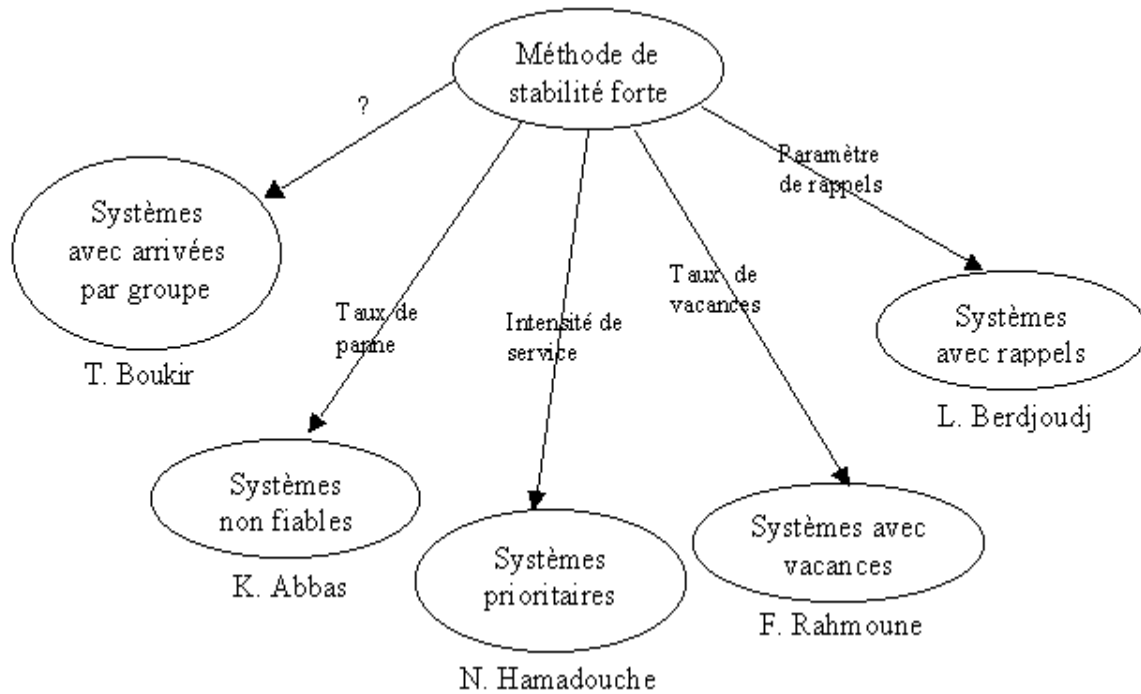 Méthode de
stabilité forte
?
Paramètre
de rappels
Systèmes
avec arrivées
par groupe
T. Boukir
Taux de
panne
Intensité de
service
Taux de
vacances
Systèmes
avec rappels
L. Berdjoudj
Systèmes
non fiables
K. Abbas
Systèmes
prioritaires
N. Hamadouche
Systèmes avec
vacances
F. Rahmoune